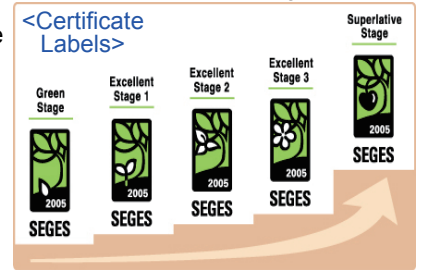 <Certificate
Labels>
e
Green
Stage
2005
SEGES
Excellent
Stage 1
2005
SEGES
Excellent
Stage 2
2005
SEGES
Excellent
Stage 3
2005
SEGES
Superlative
Stage
2005
SEGES